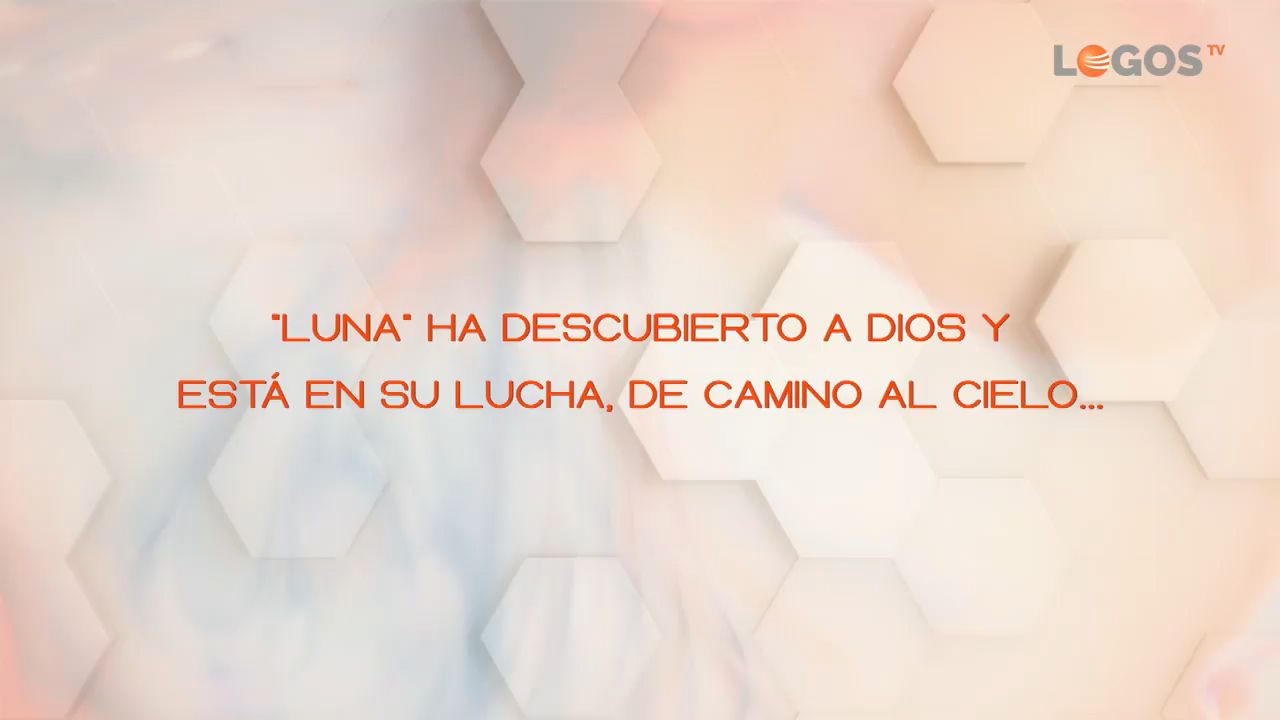 LOGOS TV
"LUNA" HA DESCUBIERTO A DIOS Y
ESTÁ EN SU LUCHA, DE CAMINO AL CIELO...